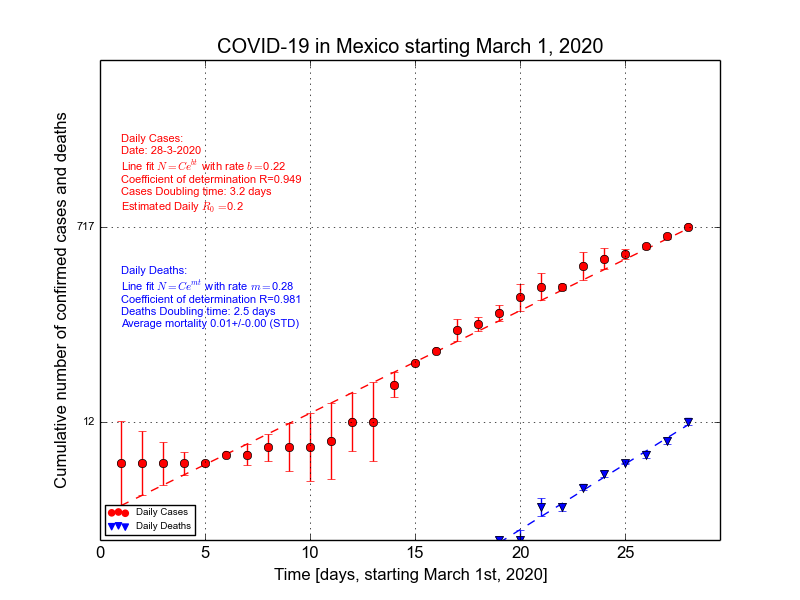 COVID-19 in Mexico starting March 1, 2020
Cumulative number of confirmed cases and deaths
Daily Cases:
Date: 28-3-2020
Line fit N = Ce^{bt} with rate b =0.22
Coefficient of determination R=0.949
Cases Doubling time: 3.2 days
Estimated Daily R_0 =0.2
717
Daily Deaths:
Line fit N = Ce^{mt} with rate m =0.28
Coefficient of determination R=0.981
Deaths Doubling time: 2.5 days
Average mortality 0.01+/-0.00 (STD)
12
Daily Cases
Daily Deaths
0 5 10 15 20 25
Time [days, starting March 1st, 2020]